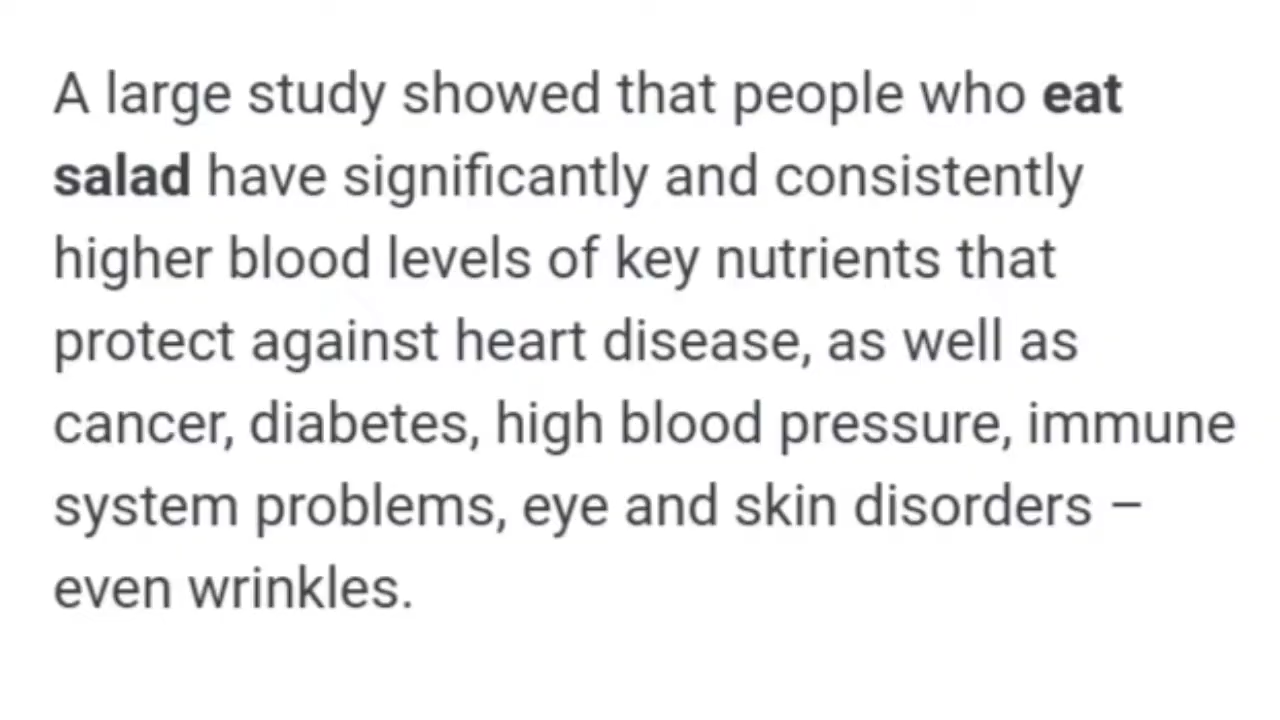 A large study showed that people who eat
salad have significantly and consistently
higher blood levels of key nutrients that
protect against heart disease, as well as
cancer, diabetes, high blood pressure, immune
system problems, eye and skin disorders –
even wrinkles.